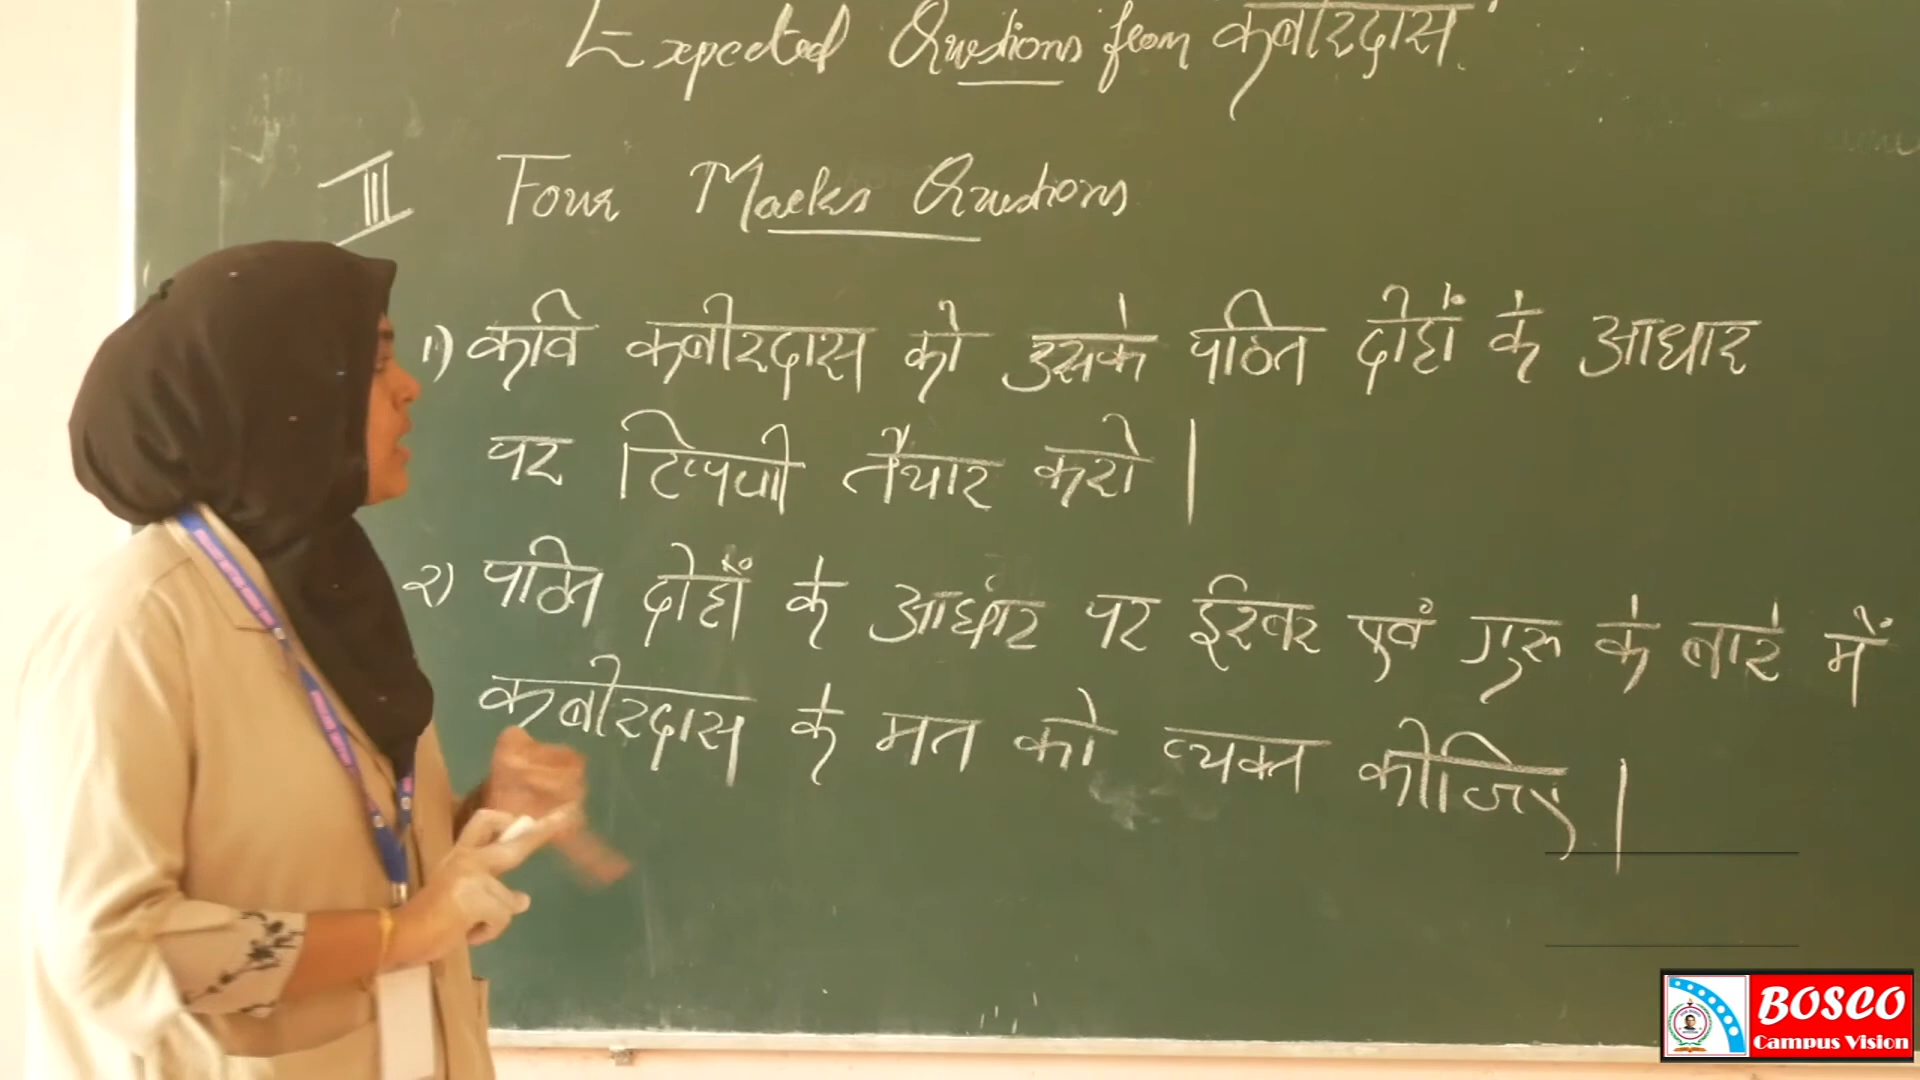 Expected Questions from कबीरदास
III Four Marks Questions
1) कवि कबीरदास को उसके पठित दोहों के आधार
पर टिप्पणी तैयार करो |
२) पठित दोहों के आधार पर ईश्वर एवं गुरु के बारे में
कबीरदास के मत को व्यक्त कीजिए |
BOSCO
Campus Vision